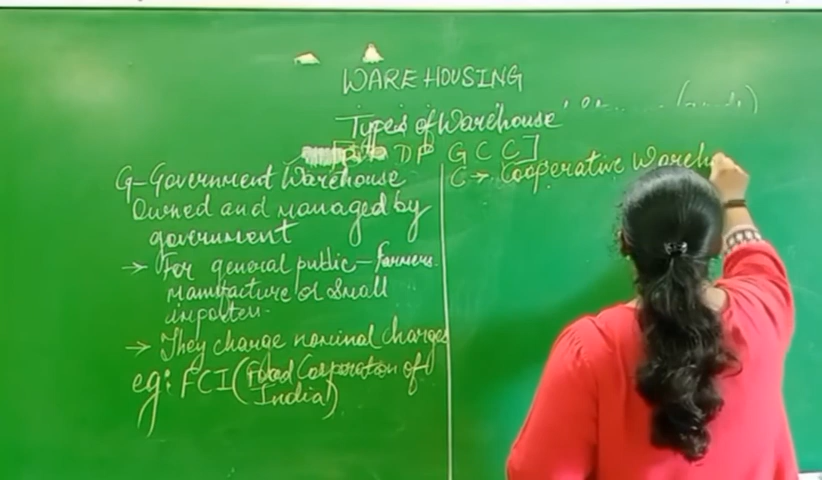 WAREHOUSING
Types of Warehouse
DP G C C]
G-Government Warehouse
Owned and managed by
government
→ For general public - Farmers
manufacture or Small
importers.
→ They charge nominal charges
eg: FCI (Food Corporation of
India)
C → Cooperative Wareh